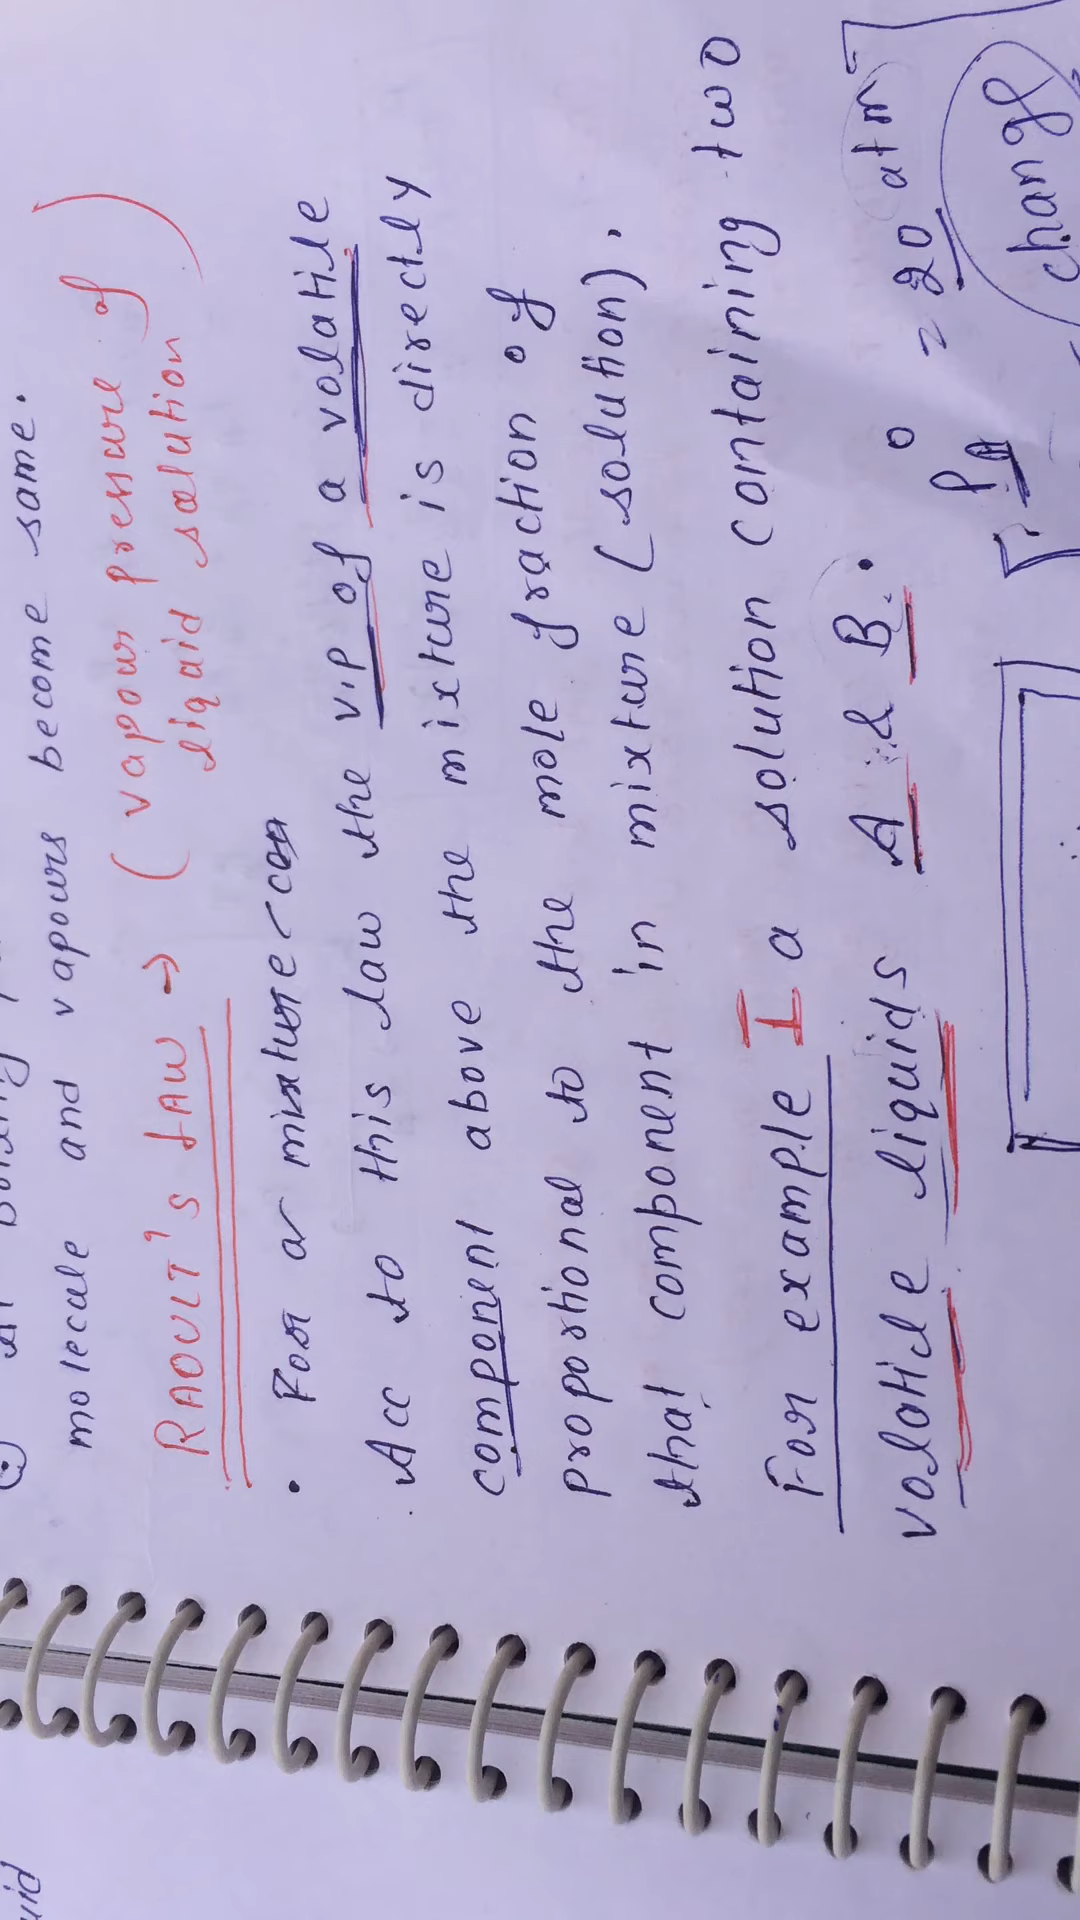 molecule and vapours become same.
RAOULT'S LAW → (vapour pressure of
liquid solution)
• For a mixture
Acc to this law the v.p of a volatile
component above the mixture is directly
proportional to the mole fraction of
that component in mixture (solution).
For example I a solution containing two
volatile liquids A & B.
P_A° = 20 atm
change